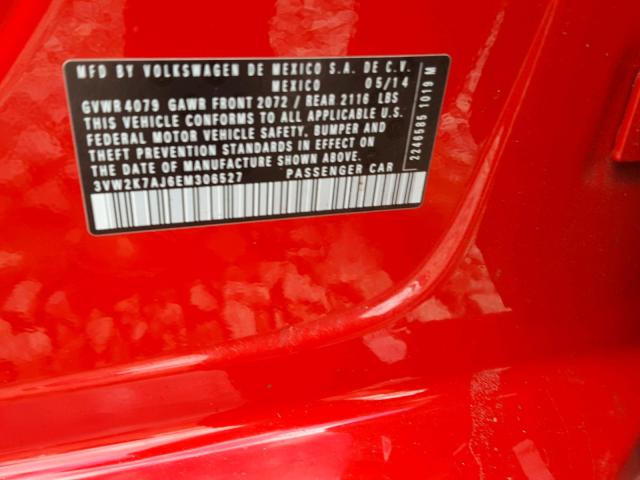 MFD BY VOLKSWAGEN DE MEXICO S.A. DE C.V.
MEXICO 05/14
GVWR 4079 GAWR FRONT 2072 / REAR 2116 LBS
THIS VEHICLE CONFORMS TO ALL APPLICABLE U.S.
FEDERAL MOTOR VEHICLE SAFETY, BUMPER AND
THEFT PREVENTION STANDARDS IN EFFECT ON
THE DATE OF MANUFACTURE SHOWN ABOVE.
3VW2K7AJ6EM306527 PASSENGER CAR
2246585 1019 M